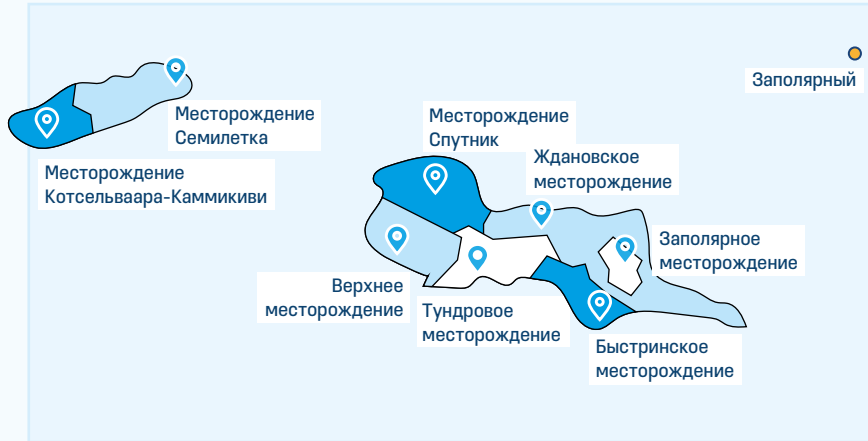 Заполярный
Месторождение
Семилетка
Месторождение
Спутник
Ждановское
месторождение
Месторождение
Котсельваара-Каммикиви
Заполярное
месторождение
Верхнее
месторождение
Тундровое
месторождение
Быстринское
месторождение